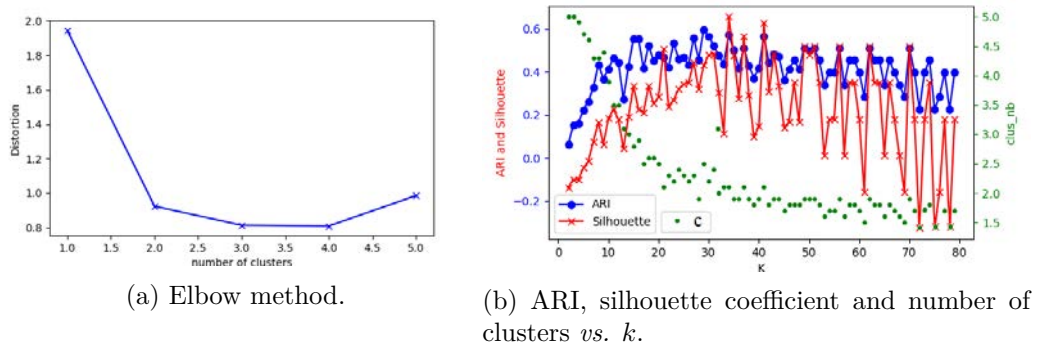 2.0
1.8
1.6
1.4
1.2
1.0
0.8
Distortion
1.0 1.5 2.0 2.5 3.0 3.5 4.0 4.5 5.0
number of clusters
(a) Elbow method.
0.6
0.4
0.2
0.0
−0.2
ARI and Silhouette
5.0
4.5
4.0
3.5
3.0
2.5
2.0
1.5
clus_nb
ARI
Silhouette
C
0 10 20 30 40 50 60 70 80
K
(b) ARI, silhouette coefficient and number of
clusters vs. k.